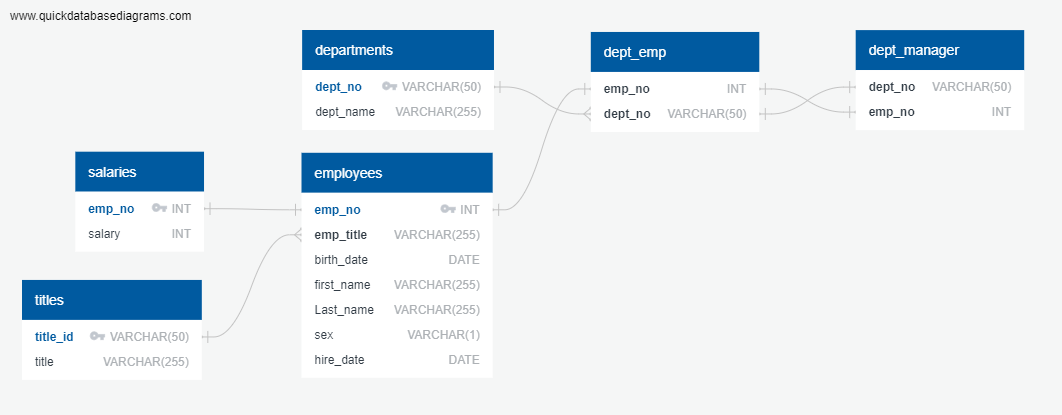 www.quickdatabasediagrams.com
departments
dept_no VARCHAR(50)
dept_name VARCHAR(255)
dept_emp
emp_no INT
dept_no VARCHAR(50)
dept_manager
dept_no VARCHAR(50)
emp_no INT
salaries
emp_no INT
salary INT
employees
emp_no INT
emp_title VARCHAR(255)
birth_date DATE
first_name VARCHAR(255)
Last_name VARCHAR(255)
sex VARCHAR(1)
hire_date DATE
titles
title_id VARCHAR(50)
title VARCHAR(255)